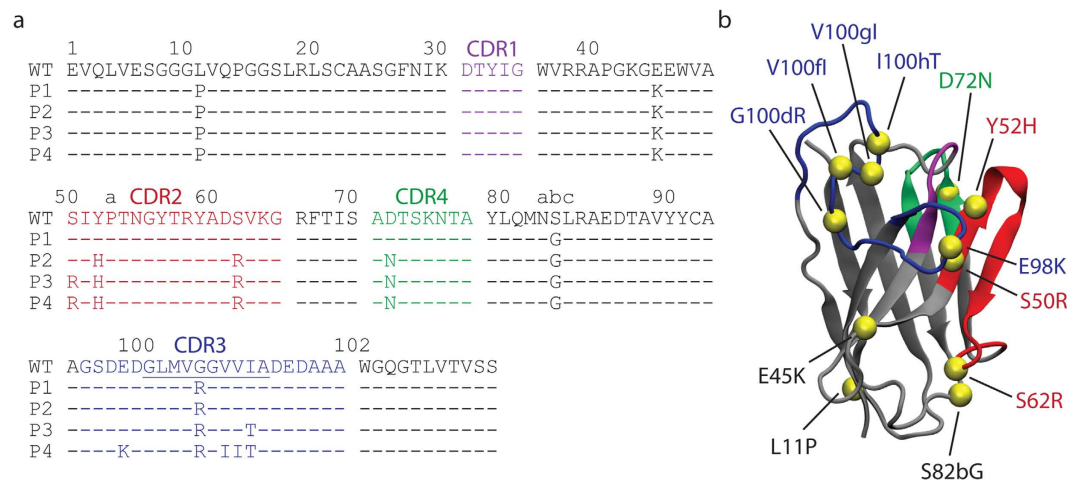 a
1 10 20 30 CDR1 40
WT EVQLVESGGGLVQPGGSLRLSCAASGFNIK DTYIG WVRRAPGKGEEWVA
P1 ----------P------------------- ----- ---------K----
P2 ----------P------------------- ----- ---------K----
P3 ----------P------------------- ----- ---------K----
P4 ----------P------------------- ----- ---------K----
50 a CDR2 60 70 CDR4 80 abc 90
WT SIYPTNGYTRYADSVKG RFTIS ADTSKNTA YLQMNSLRAEDTAVYYCA
P1 ----------------- ----- -------- -----G------------
P2 --H----------R--- ----- -N------ -----G------------
P3 R-H----------R--- ----- -N------ -----G------------
P4 R-H----------R--- ----- -N------ -----G------------
100 CDR3 102
WT AGSDEDGLMVGGVVIADEDAAA WGQGTLVTVSS
P1 ---------R----------- -----------
P2 ---------R----------- -----------
P3 ---------R---T------- -----------
P4 ---K-----R-IIT------- -----------
b
V100gI
V100fI
I100hT
D72N
G100dR
Y52H
E98K
S50R
E45K
S62R
L11P
S82bG